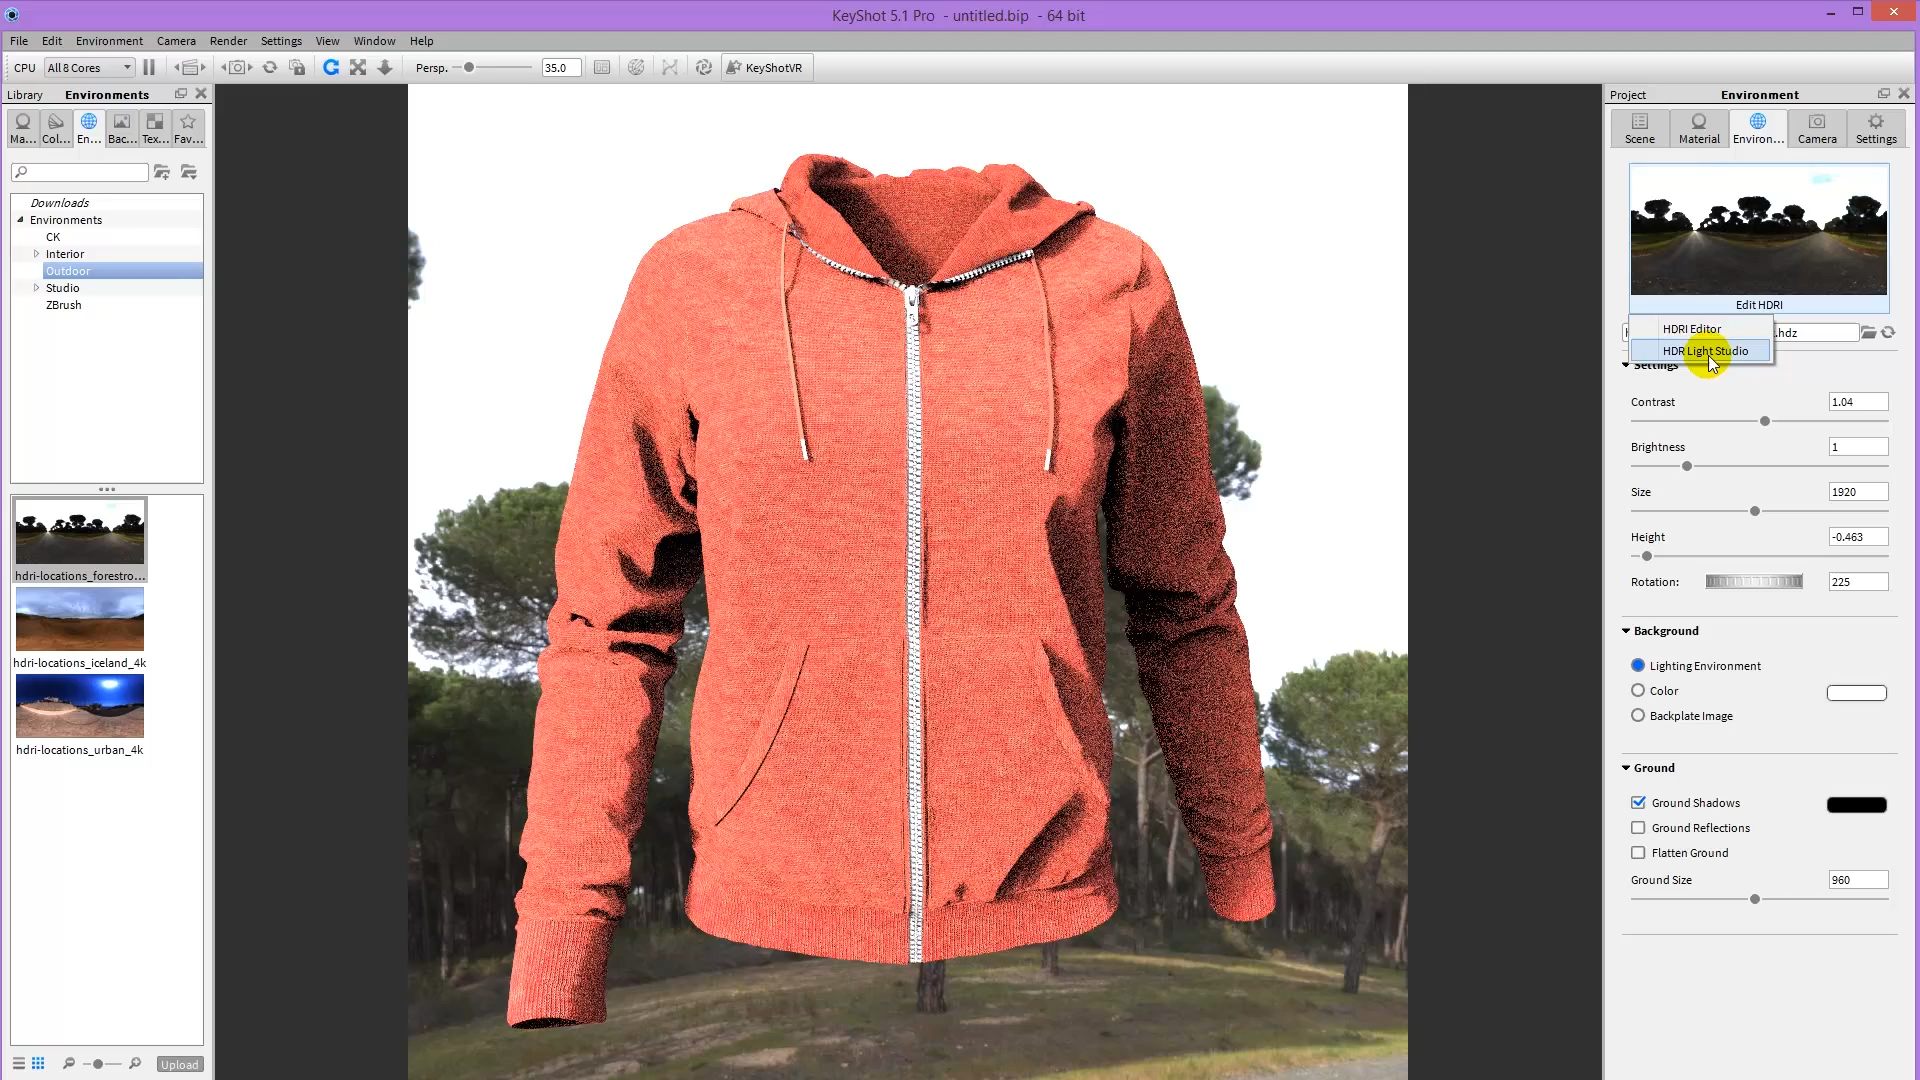 KeyShot 5.1 Pro - untitled.bip - 64 bit
File Edit Environment Camera Render Settings View Window Help
CPU All 8 Cores Persp. 35.0 KeyShotVR
Library Environments
Ma... Col... En... Bac... Tex... Fav...
Downloads
Environments
CK
Interior
Outdoor
Studio
ZBrush
hdri-locations_forestro...
hdri-locations_iceland_4k
hdri-locations_urban_4k
Upload
Project Environment
Scene Material Environ... Camera Settings
Edit HDRI
HDRI Editor
.hdz
HDR Light Studio
Settings
Contrast 1.04
Brightness 1
Size 1920
Height -0.463
Rotation: 225
Background
Lighting Environment
Color
Backplate Image
Ground
Ground Shadows
Ground Reflections
Flatten Ground
Ground Size 960